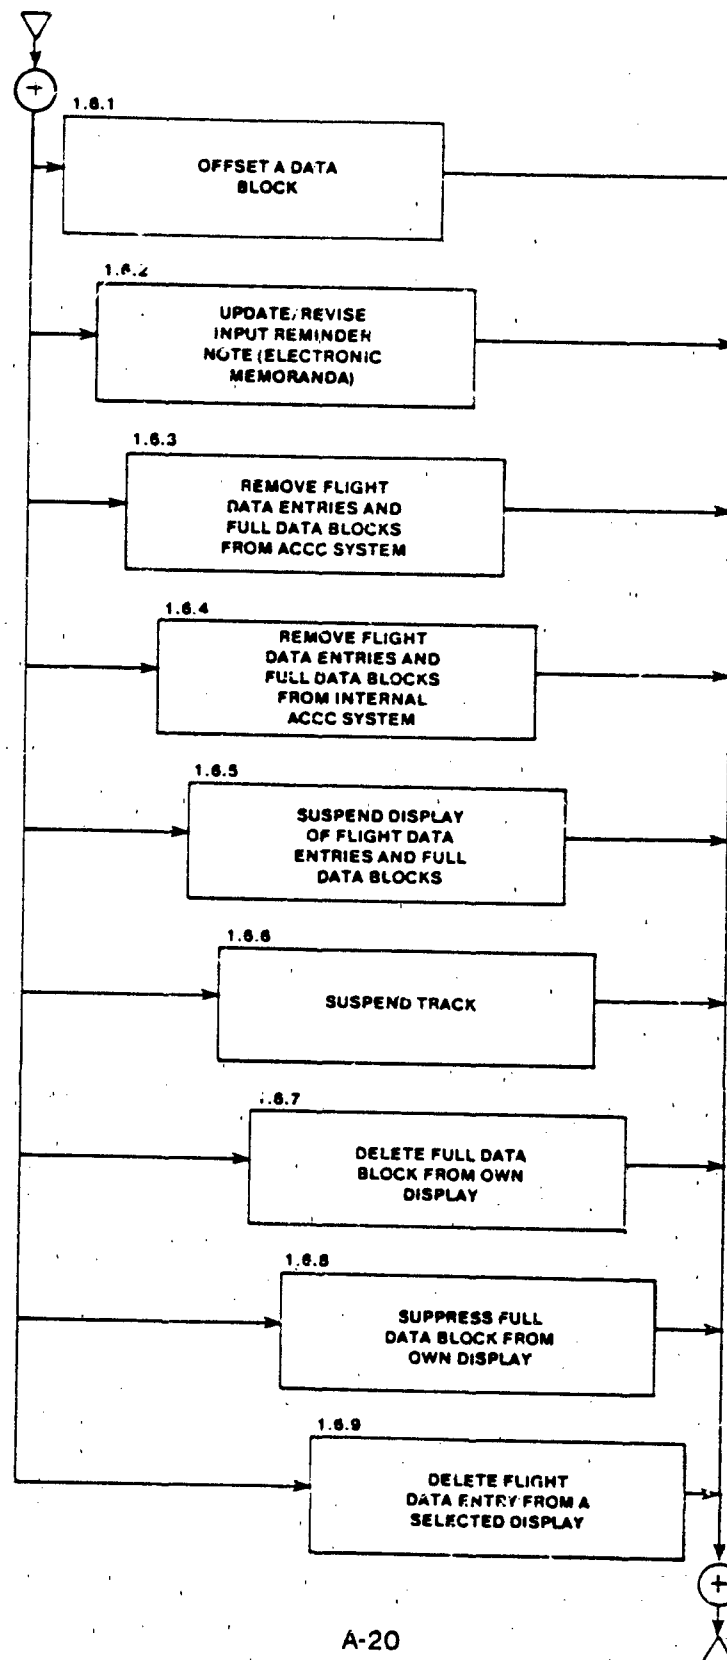 +
1.6.1
OFFSET A DATA
BLOCK
1.6.2
UPDATE/REVISE
INPUT REMINDER
NOTE (ELECTRONIC
MEMORANDA)
1.6.3
REMOVE FLIGHT
DATA ENTRIES AND
FULL DATA BLOCKS
FROM ACCC SYSTEM
1.6.4
REMOVE FLIGHT
DATA ENTRIES AND
FULL DATA BLOCKS
FROM INTERNAL
ACCC SYSTEM
1.6.5
SUSPEND DISPLAY
OF FLIGHT DATA
ENTRIES AND FULL
DATA BLOCKS
1.6.6
SUSPEND TRACK
1.6.7
DELETE FULL DATA
BLOCK FROM OWN
DISPLAY
1.6.8
SUPPRESS FULL
DATA BLOCK FROM
OWN DISPLAY
1.6.9
DELETE FLIGHT
DATA ENTRY FROM A
SELECTED DISPLAY
+
A-20